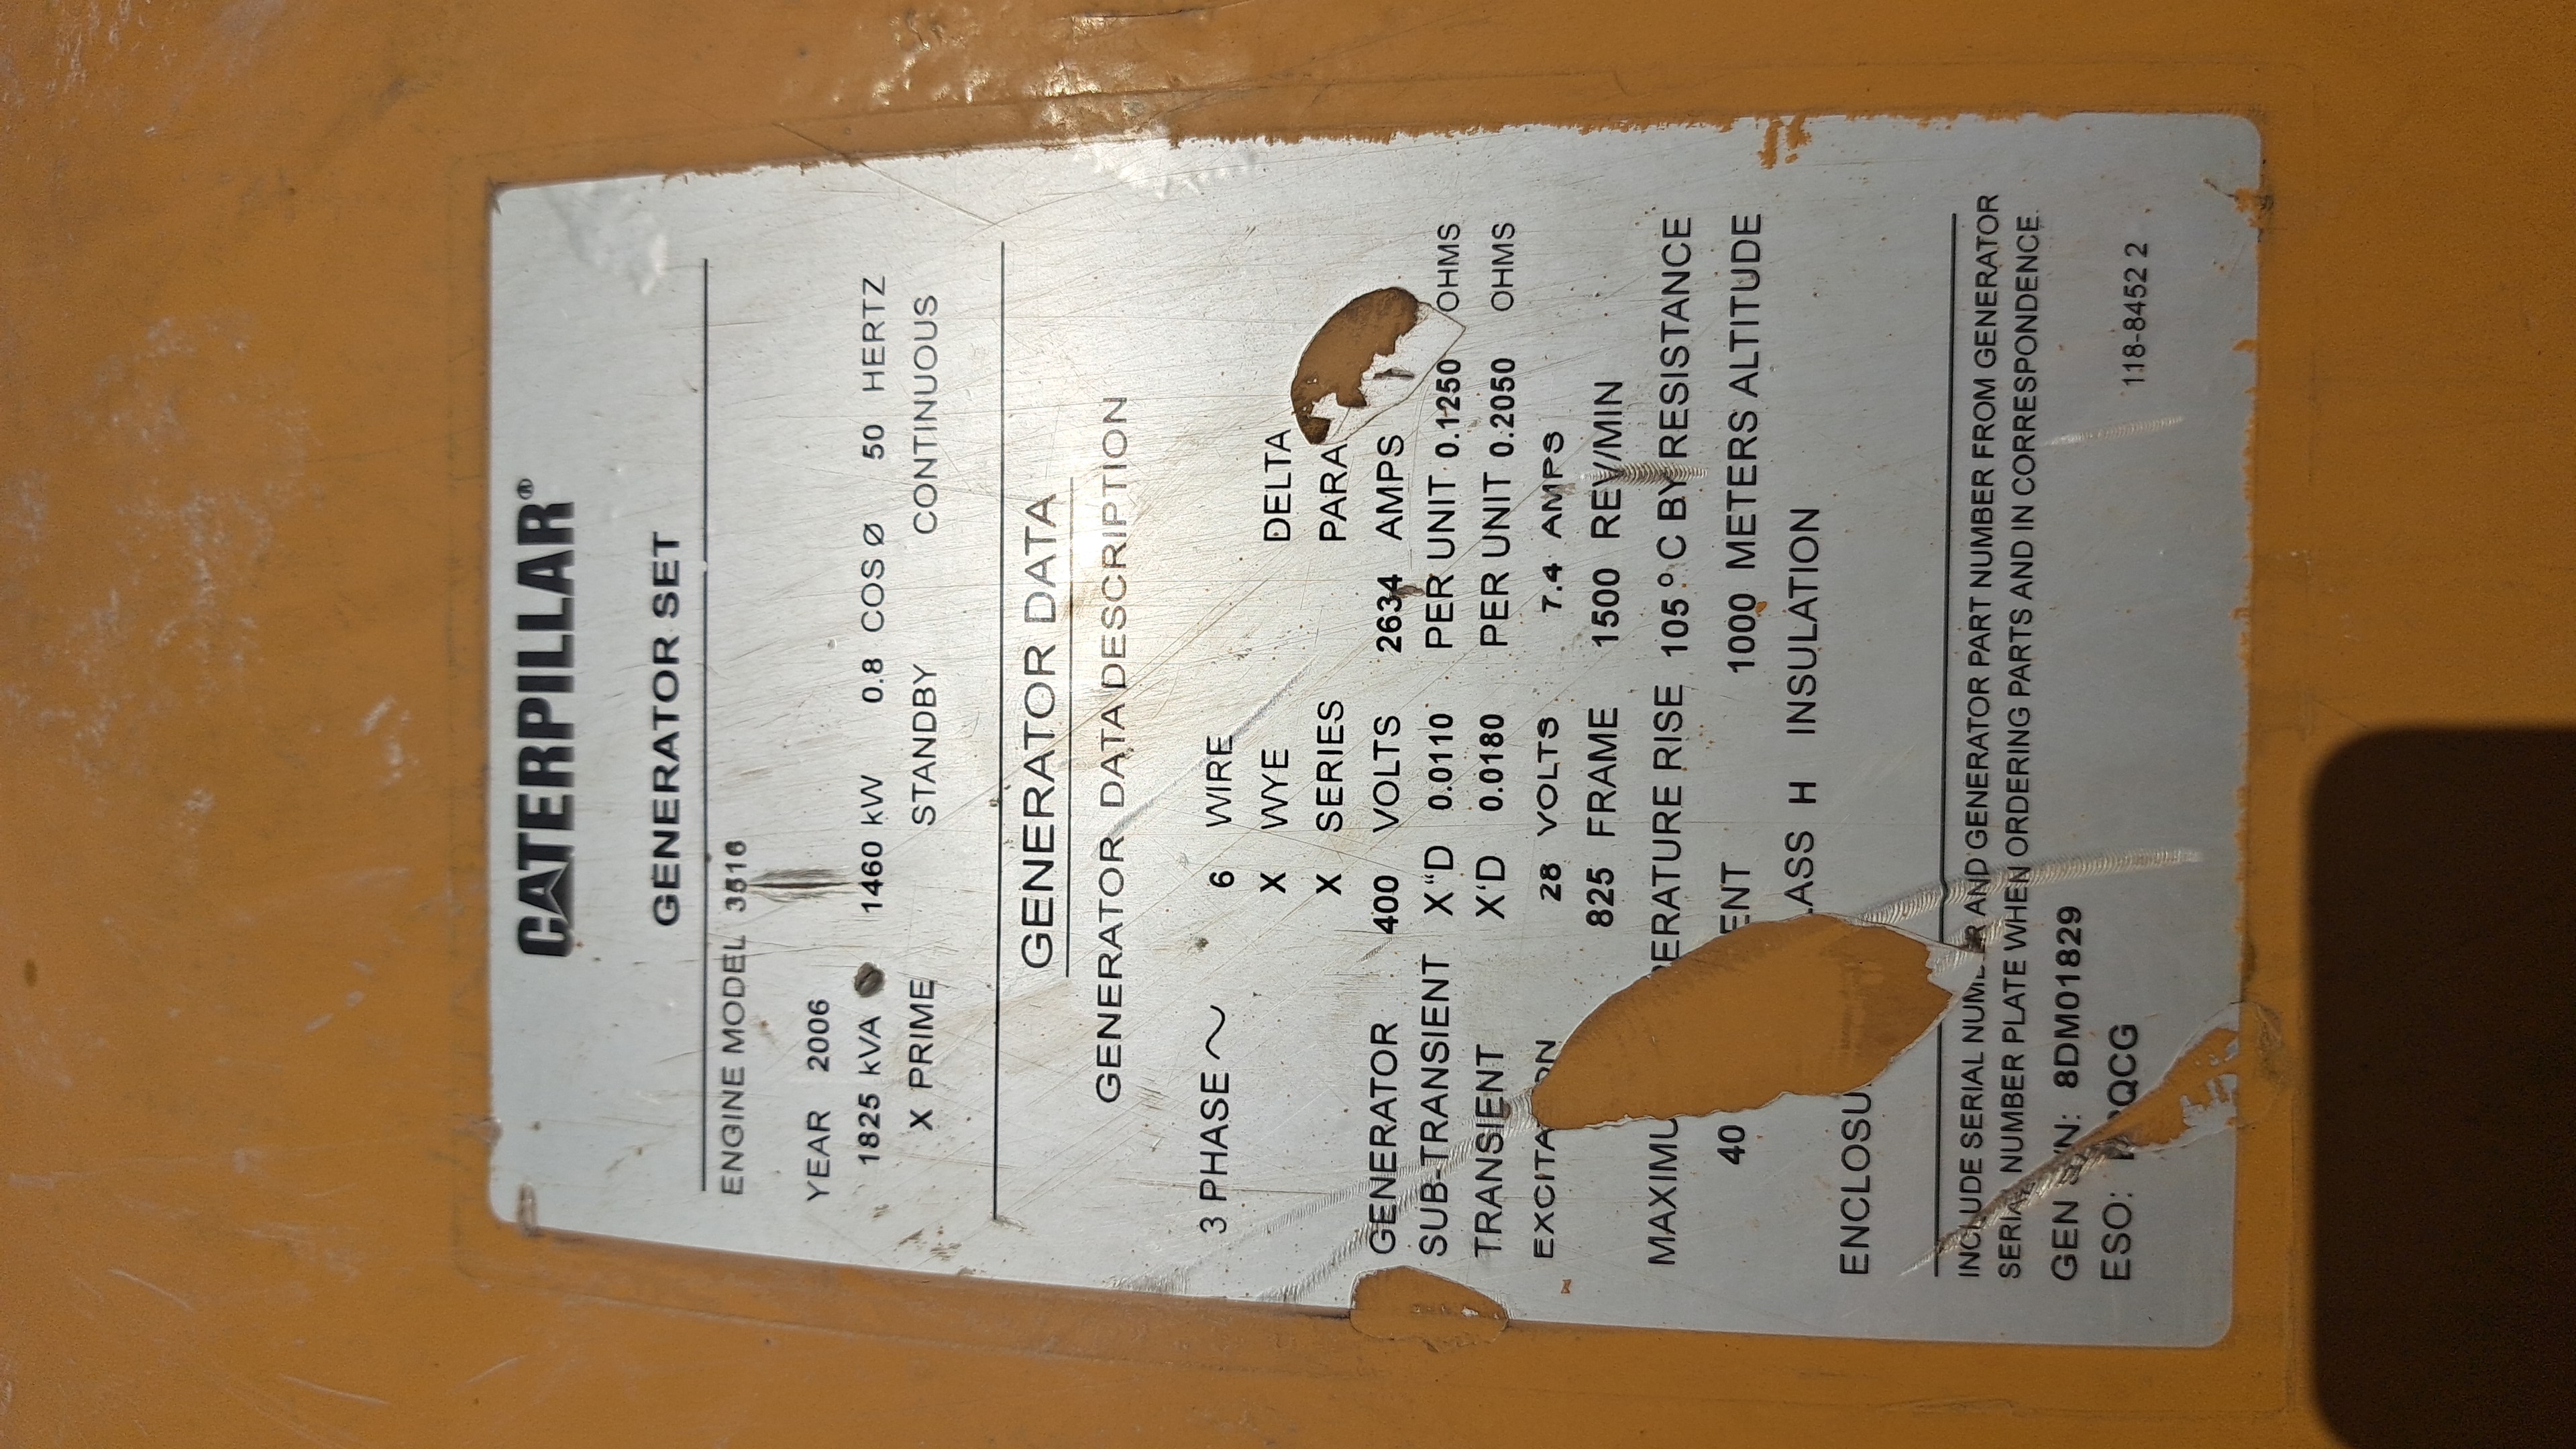 CATERPILLAR®
GENERATOR SET
ENGINE MODEL 3516
YEAR 2006
1825 kVA 1460 kW 0.8 COS Ø 50 HERTZ
X PRIME STANDBY CONTINUOUS
GENERATOR DATA
GENERATOR DATA DESCRIPTION
3 PHASE ~ 6 WIRE
X WYE DELTA
X SERIES PARA
GENERATOR 400 VOLTS 2634 AMPS
SUB-TRANSIENT X"D 0.0110 PER UNIT 0.1250 OHMS
TRANSIENT X'D 0.0180 PER UNIT 0.2050 OHMS
28 VOLTS 7.4 AMPS
825 FRAME 1500 REV/MIN
RISE 105 °C BY RESISTANCE
40 1000 METERS ALTITUDE
H INSULATION
INCLUDE SERIAL NUMBER AND GENERATOR PART NUMBER FROM GENERATOR
SERIAL NUMBER PLATE WHEN ORDERING PARTS AND IN CORRESPONDENCE.
GEN 8DM01829
ESO:
118-8452 2